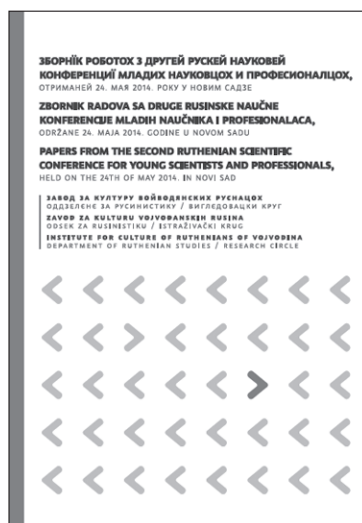 ЗБОРНЇК РОБОТОХ З ДРУГЕЙ РУСКЕЙ НАУКОВЕЙ
КОНФЕРЕНЦИЇ МЛАДИХ НАУКОВЦОХ И ПРОФЕСИОНАЛЦОХ,
ОТРИМАНЕЙ 24. МАЯ 2014. РОКУ У НОВИМ САДЗЕ
ZBORNIK RADOVA SA DRUGE RUSINSKE NAUČNE
KONFERENCIJE MLADIH NAUČNIKA I PROFESIONALACA,
ODRŽANE 24. MAJA 2014. GODINE U NOVOM SADU
PAPERS FROM THE SECOND RUTHENIAN SCIENTIFIC
CONFERENCE FOR YOUNG SCIENTISTS AND PROFESSIONALS,
HELD ON THE 24TH OF MAY 2014. IN NOVI SAD
ЗАВОД ЗА КУЛТУРУ ВОЙВОДЯНСКИХ РУСНАЦОХ
ОДДЗЕЛЄНЄ ЗА РУСИНИСТИКУ / ВИГЛЄДОВАЦКИ КРУГ
ZAVOD ZA KULTURU VOJVOĐANSKIH RUSINA
ODSEK ZA RUSINISTIKU / ISTRAŽIVAČKI KRUG
INSTITUTE FOR CULTURE OF RUTHENIANS OF VOJVODINA
DEPARTMENT OF RUTHENIAN STUDIES / RESEARCH CIRCLE